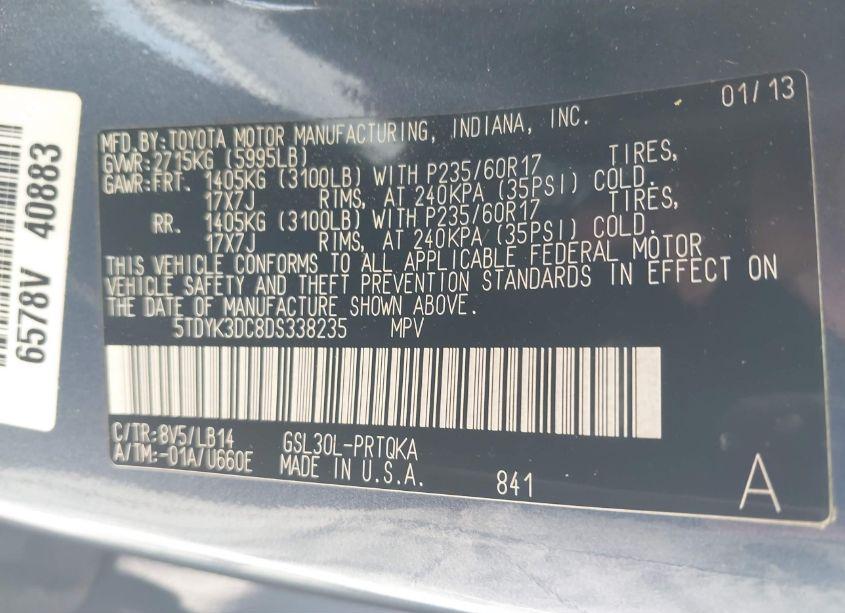 6578V 40883
01/13
MFD.BY:TOYOTA MOTOR MANUFACTURING, INDIANA, INC.
GVWR:2715KG (5995LB)
GAWR:FRT. 1405KG (3100LB) WITH P235/60R17 TIRES,
17X7J RIMS, AT 240KPA (35PSI) COLD.
RR. 1405KG (3100LB) WITH P235/60R17 TIRES,
17X7J RIMS, AT 240KPA (35PSI) COLD.
THIS VEHICLE CONFORMS TO ALL APPLICABLE FEDERAL MOTOR
VEHICLE SAFETY AND THEFT PREVENTION STANDARDS IN EFFECT ON
THE DATE OF MANUFACTURE SHOWN ABOVE.
5TDYK3DC8DS338235 MPV
C/TR:8V5/LB14 GSL30L-PRTQKA
A/TM:-01A/U660E MADE IN U.S.A. 841
A